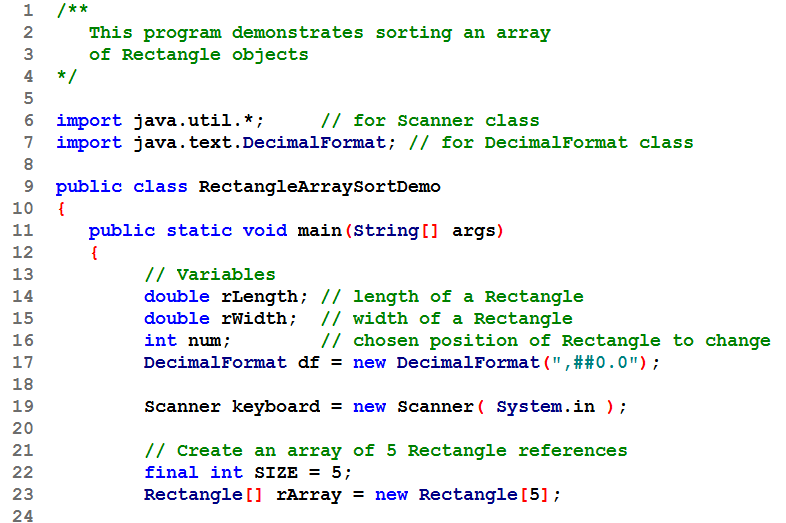 1 /**
2    This program demonstrates sorting an array
3    of Rectangle objects
4 */
5
6 import java.util.*;     // for Scanner class
7 import java.text.DecimalFormat; // for DecimalFormat class
8
9 public class RectangleArraySortDemo
10 {
11    public static void main(String[] args)
12    {
13         // Variables
14         double rLength; // length of a Rectangle
15         double rWidth;  // width of a Rectangle
16         int num;        // chosen position of Rectangle to change
17         DecimalFormat df = new DecimalFormat(",##0.0");
18
19         Scanner keyboard = new Scanner( System.in );
20
21         // Create an array of 5 Rectangle references
22         final int SIZE = 5;
23         Rectangle[] rArray = new Rectangle[5];
24